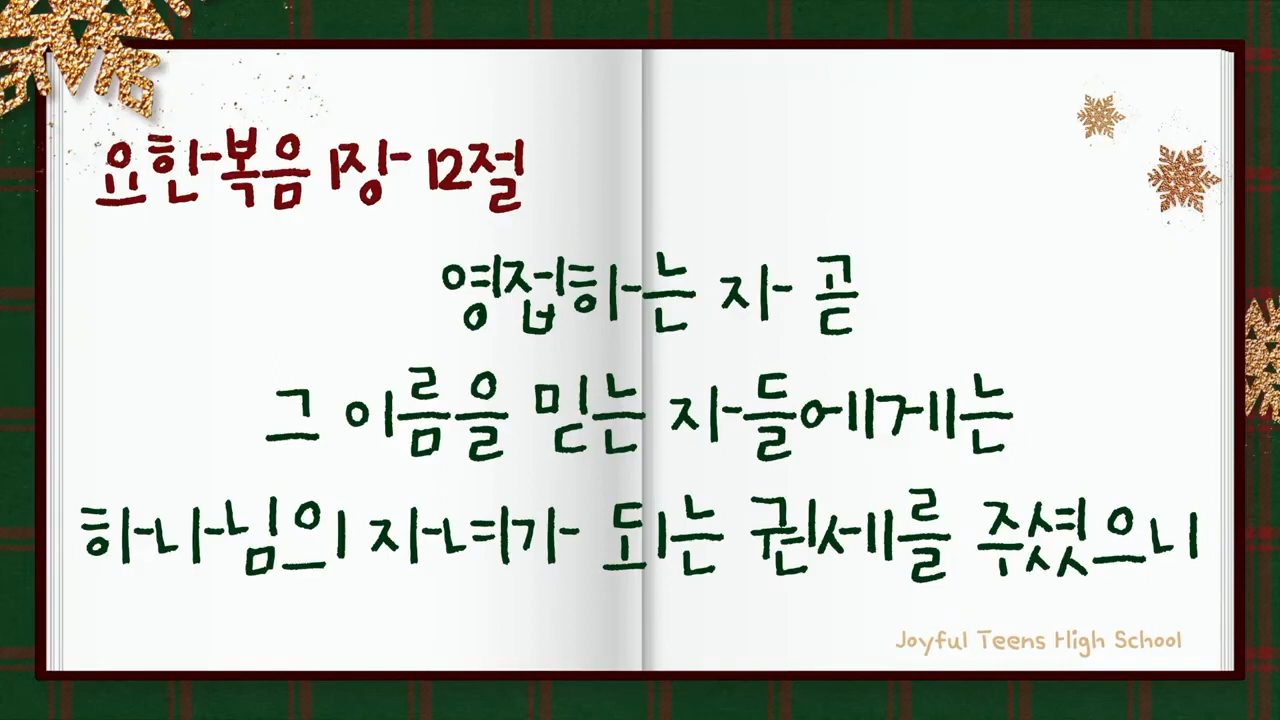 요한복음 1장 12절
영접하는 자 곧
그 이름을 믿는 자들에게는
하나님의 자녀가 되는 권세를 주셨으니
Joyful Teens High School